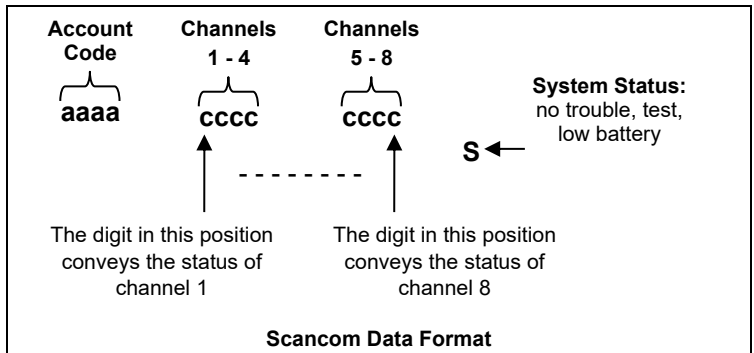 Account
Code
aaaa
Channels
1 - 4
cccc
Channels
5 - 8
cccc
System Status:
no trouble, test,
low battery
S
The digit in this position
conveys the status of
channel 1
The digit in this position
conveys the status of
channel 8
Scancom Data Format